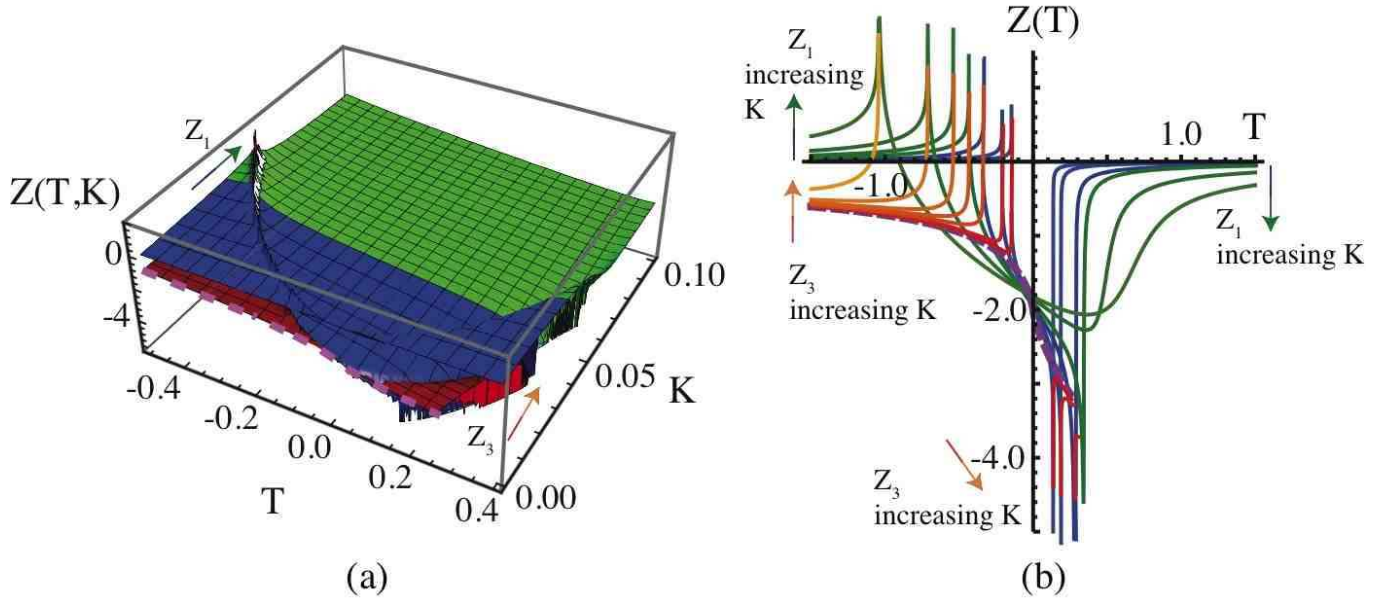 Z1
Z(T,K)
0
-4
-0.4
-0.2
0.0
0.2
0.4
T
0.00
0.05
0.10
K
Z3
(a)
Z(T)
Z1
increasing
K
T
1.0
-1.0
Z1
increasing K
Z3
increasing K
-2.0
-4.0
Z3
increasing K
(b)